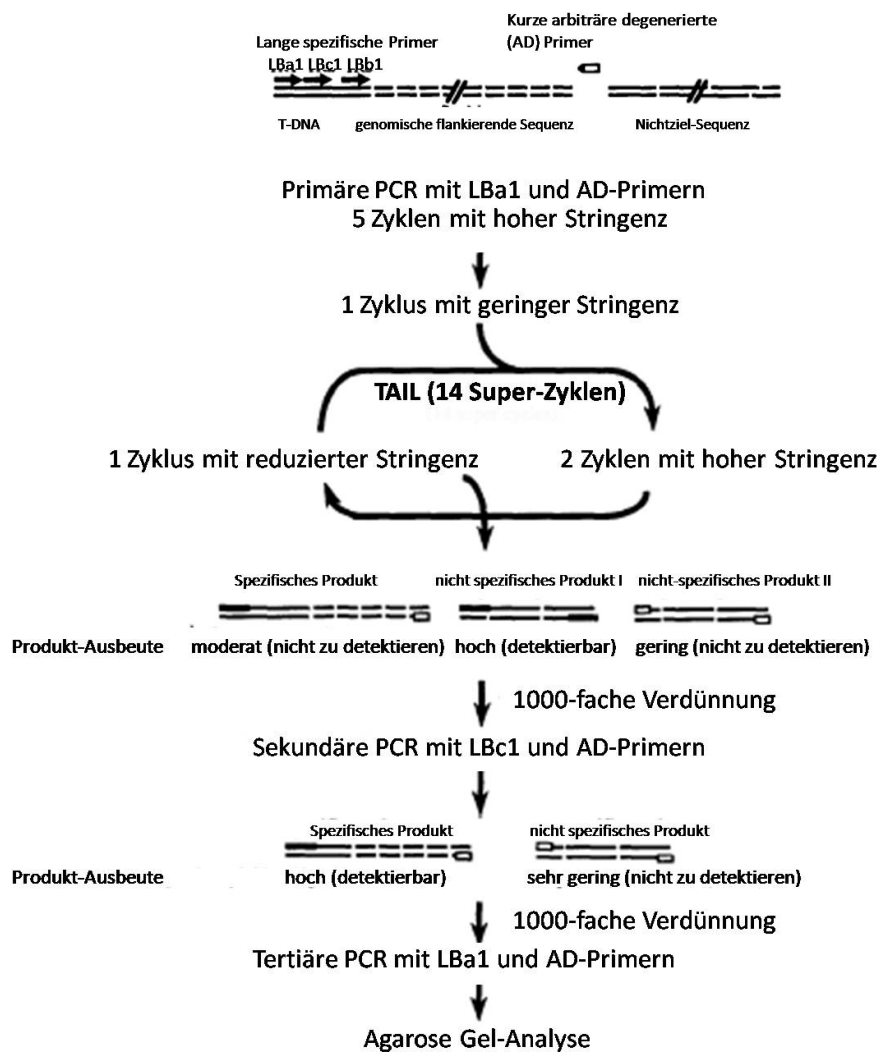 Kurze arbiträre degenerierte
Lange spezifische Primer (AD) Primer
LBa1 LBc1 LBb1
T-DNA genomische flankierende Sequenz Nichtziel-Sequenz
Primäre PCR mit LBa1 und AD-Primern
5 Zyklen mit hoher Stringenz
1 Zyklus mit geringer Stringenz
TAIL (14 Super-Zyklen)
1 Zyklus mit reduzierter Stringenz 2 Zyklen mit hoher Stringenz
Spezifisches Produkt nicht spezifisches Produkt I nicht-spezifisches Produkt II
Produkt-Ausbeute moderat (nicht zu detektieren) hoch (detektierbar) gering (nicht zu detektieren)
1000-fache Verdünnung
Sekundäre PCR mit LBc1 und AD-Primern
Spezifisches Produkt nicht spezifisches Produkt
Produkt-Ausbeute hoch (detektierbar) sehr gering (nicht zu detektieren)
1000-fache Verdünnung
Tertiäre PCR mit LBa1 und AD-Primern
Agarose Gel-Analyse